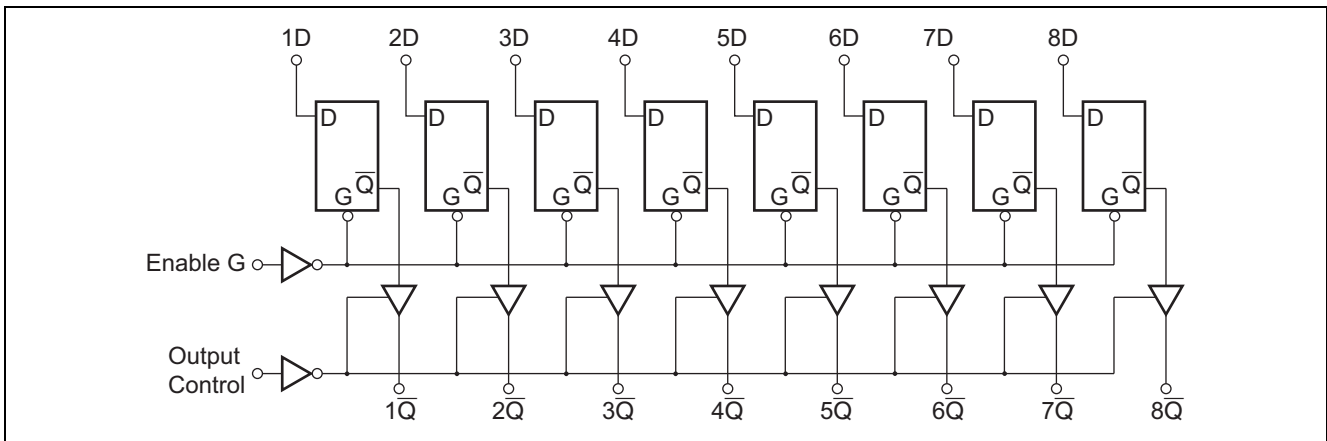 1D 2D 3D 4D 5D 6D 7D 8D
D D D D D D D D
Q̅ Q̅ Q̅ Q̅ Q̅ Q̅ Q̅ Q̅
G G G G G G G G
Enable G
Output
Control
1Q̅ 2Q̅ 3Q̅ 4Q̅ 5Q̅ 6Q̅ 7Q̅ 8Q̅